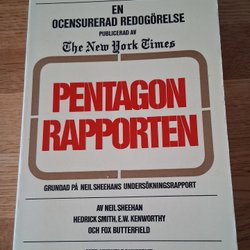 EN
OCENSURERAD REDOGÖRELSE
PUBLICERAD AV
The New York Times
PENTAGON
RAPPORTEN
GRUNDAD PÅ NEIL SHEEHANS UNDERSÖKNINGSRAPPORT
AV NEIL SHEEHAN
HEDRICK SMITH, E.W. KENWORTHY
OCH FOX BUTTERFIELD